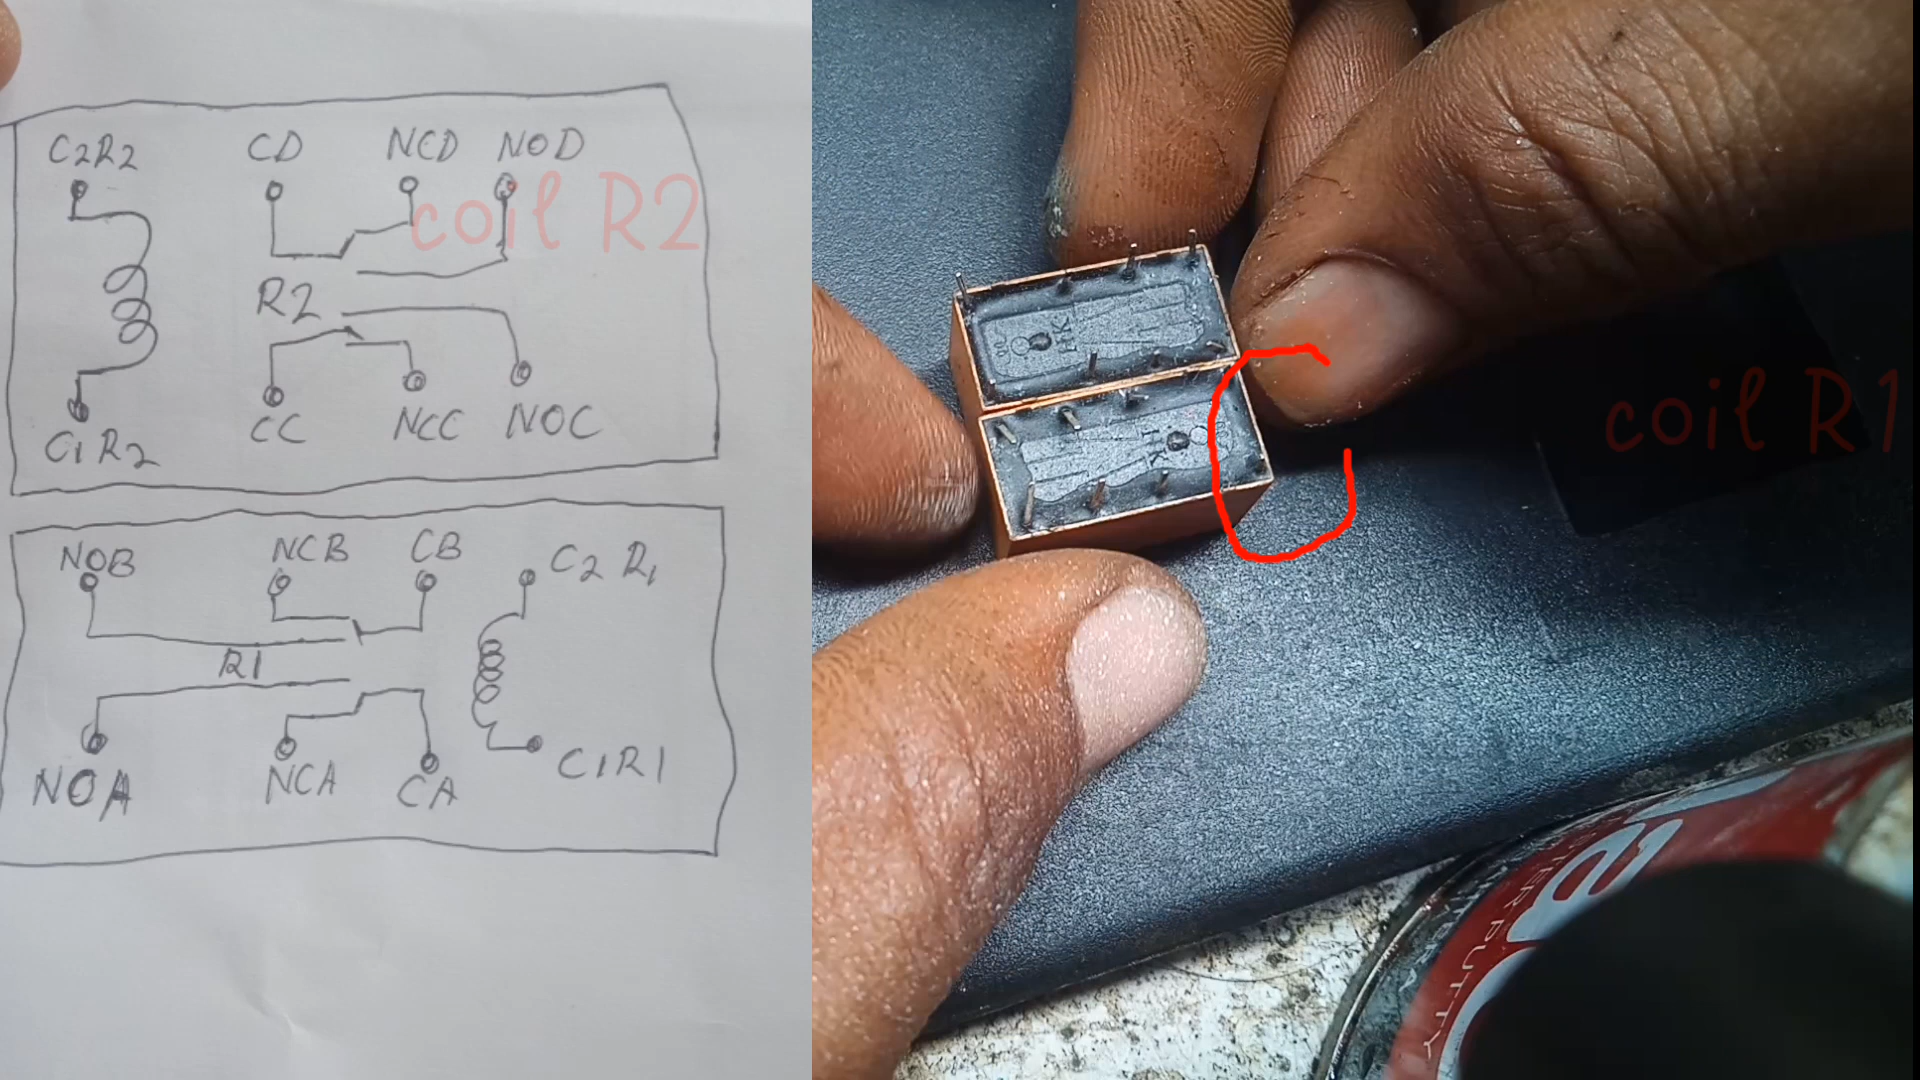 C2R2 CD NCD NOD
coil R2
R2
C1R2 CC NCC NOC
NOB NCB CB C2 R1
R1
NOA NCA CA C1R1
HK
HK
coil R1
PUTTY